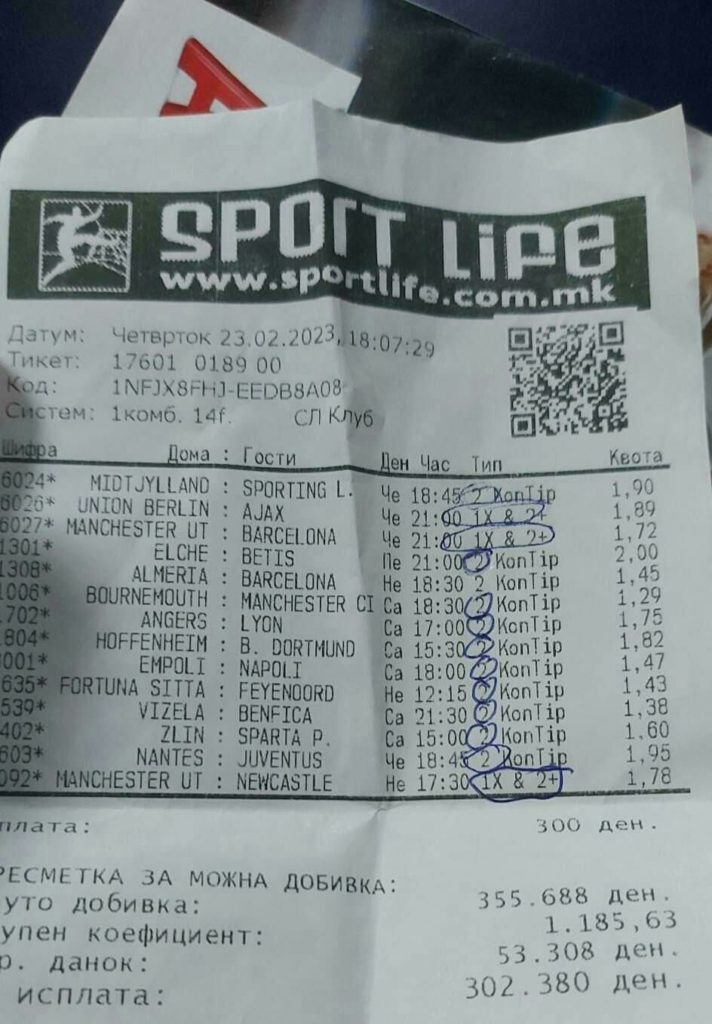 SPORT LiFe
www.sportlife.com.mk
Датум: Четврток 23.02.2023, 18:07:29
Тикет: 17601 0189 00
Код: 1NFJX8FHJ-EEDB8A08
Систем: 1комб. 14f. СЛ Клуб
Шифра Дома : Гости Ден Час Тип Квота
6024* MIDTJYLLAND : SPORTING L. Че 18:45 2 KonTip 1,90
6026* UNION BERLIN : AJAX Че 21:00 1X & 2+ 1,89
6027* MANCHESTER UT : BARCELONA Че 21:00 1X & 2+ 1,72
1301* ELCHE : BETIS Пе 21:00 2 KonTip 2,00
1308* ALMERIA : BARCELONA Не 18:30 2 KonTip 1,45
1006* BOURNEMOUTH : MANCHESTER CI Са 18:30 2 KonTip 1,29
702* ANGERS : LYON Са 17:00 2 KonTip 1,75
804* HOFFENHEIM : B. DORTMUND Са 15:30 2 KonTip 1,82
001* EMPOLI : NAPOLI Са 18:00 2 KonTip 1,47
635* FORTUNA SITTA : FEYENOORD Не 12:15 2 KonTip 1,43
539* VIZELA : BENFICA Са 21:30 2 KonTip 1,38
402* ZLIN : SPARTA P. Са 15:00 2 KonTip 1,60
603* NANTES : JUVENTUS Че 18:45 2 KonTip 1,95
092* MANCHESTER UT : NEWCASTLE Не 17:30 1X & 2+ 1,78
плата: 300 ден.
РЕСМЕТКА ЗА МОЖНА ДОБИВКА:
уто добивка: 355.688 ден.
упен коефициент: 1.185,63
р. данок: 53.308 ден.
исплата: 302.380 ден.